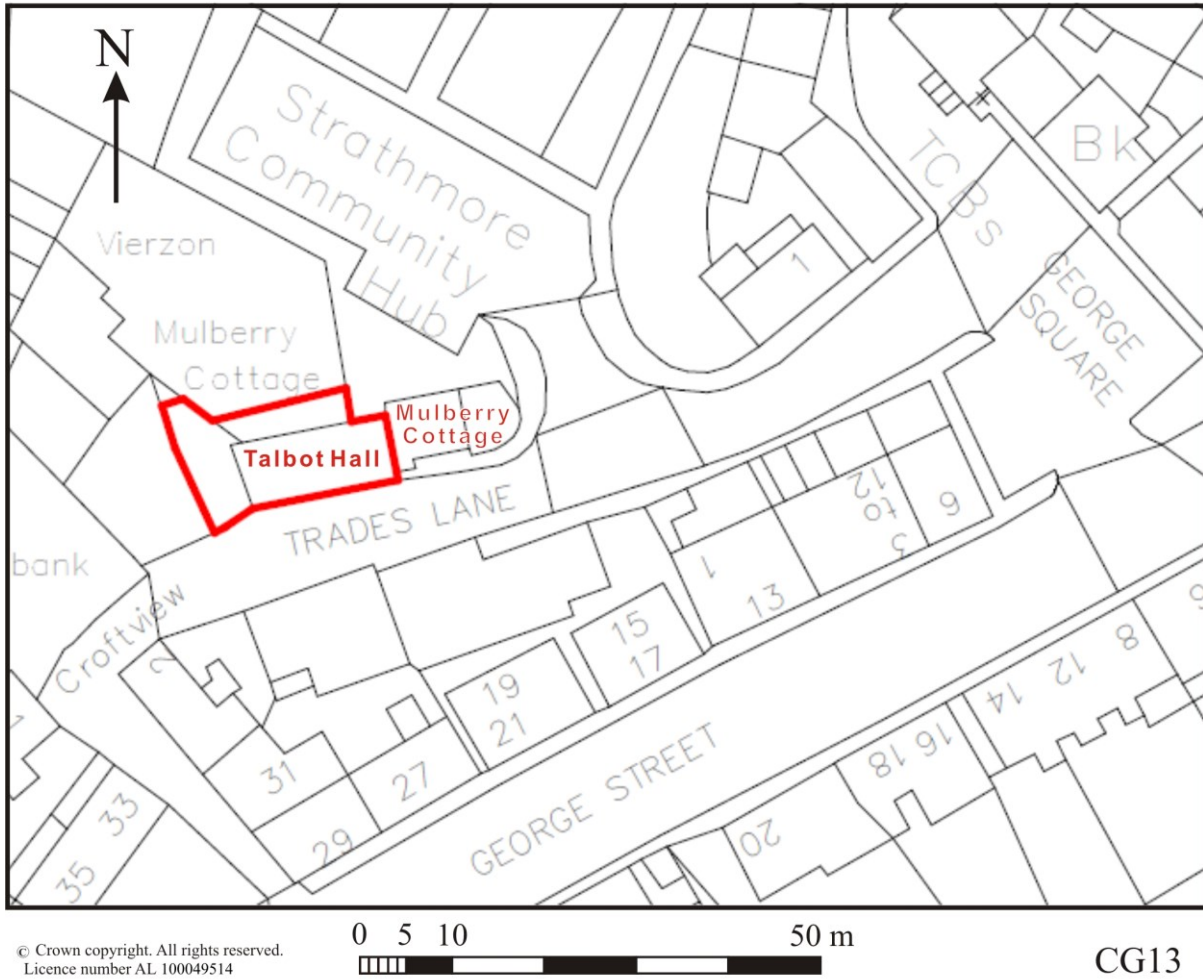 N
Strathmore
Community
Hub
Vierzon
Mulberry
Cottage
TCBs
Bk
GEORGE
SQUARE
1
Mulberry
Cottage
Talbot Hall
TRADES LANE
bank
Croftview
2
12
to
3
6
1
13
15
17
19
21
27
31
29
33
35
GEORGE STREET
8
12
14
16
18
20
© Crown copyright. All rights reserved.
Licence number AL 100049514
0 5 10 50 m
CG13